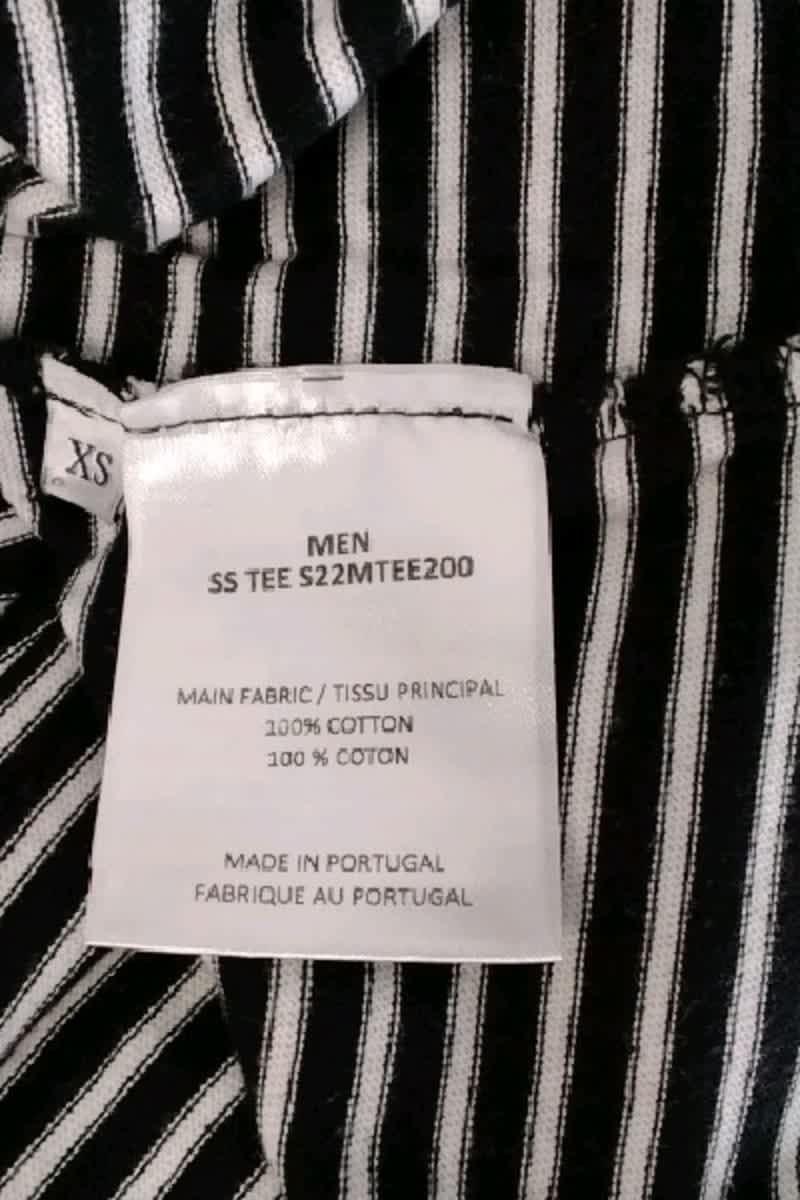 XS
MEN
SS TEE S22MTEE200
MAIN FABRIC / TISSU PRINCIPAL
100% COTTON
100 % COTON
MADE IN PORTUGAL
FABRIQUE AU PORTUGAL